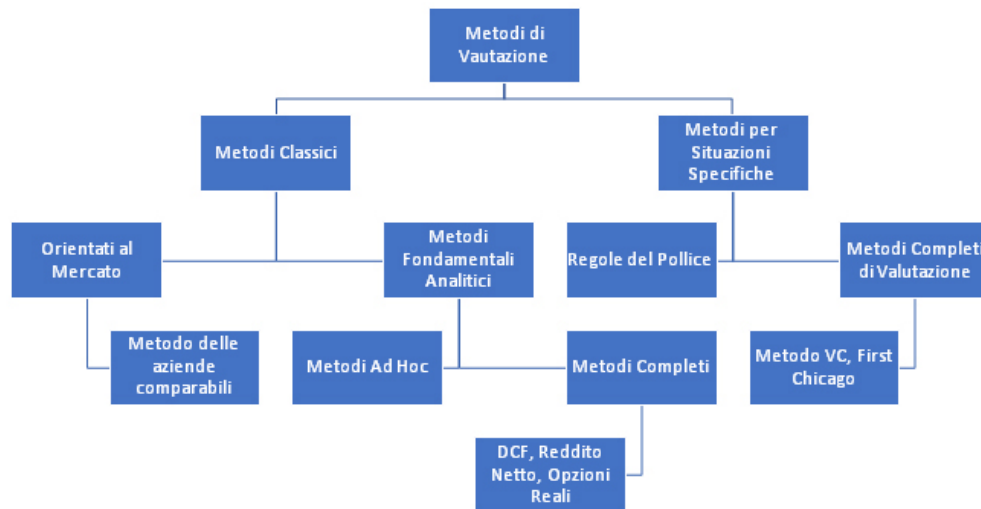 Metodi di
Vautazione
Metodi Classici
Metodi per
Situazioni
Specifiche
Orientati al
Mercato
Metodi
Fondamentali
Analitici
Regole del Pollice
Metodi Completi
di Valutazione
Metodo delle
aziende
comparabili
Metodi Ad Hoc
Metodi Completi
Metodo VC, First
Chicago
DCF, Reddito
Netto, Opzioni
Reali